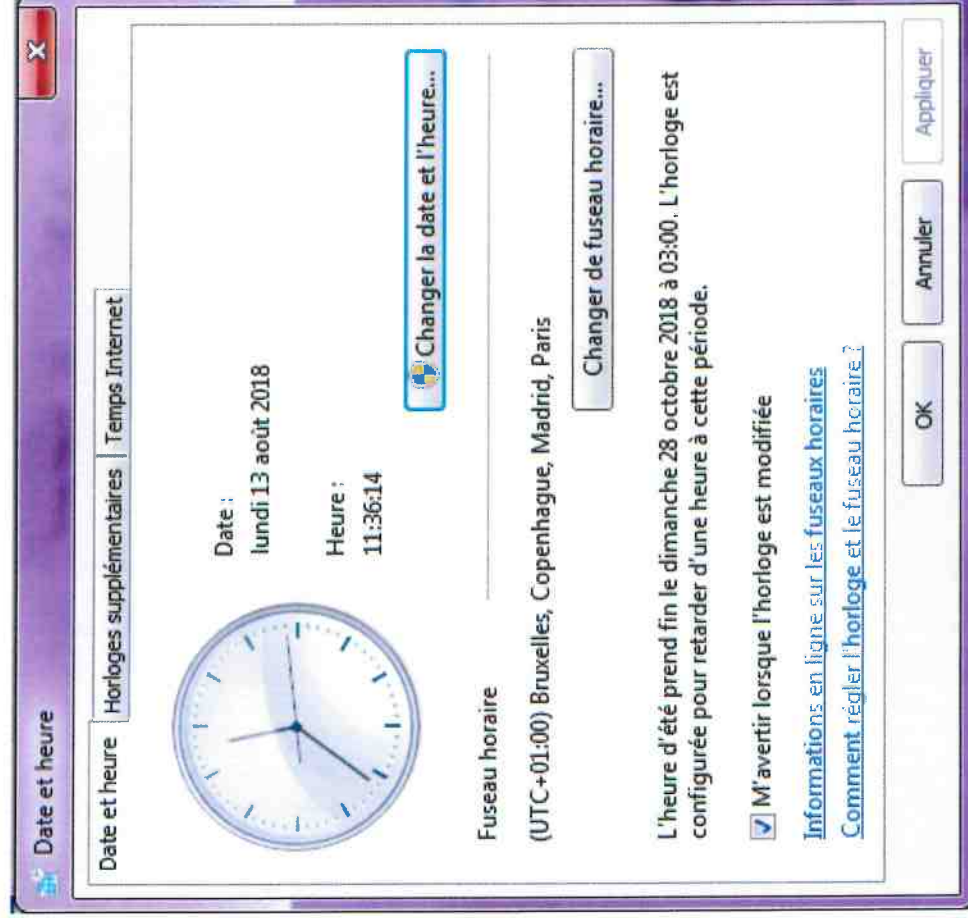 Date et heure
Date et heure
Horloges supplémentaires
Temps Internet
Date :
lundi 13 août 2018
Heure :
11:36:14
Changer la date et l'heure...
Fuseau horaire
(UTC+01:00) Bruxelles, Copenhague, Madrid, Paris
Changer de fuseau horaire...
L'heure d'été prend fin le dimanche 28 octobre 2018 à 03:00. L'horloge est
configurée pour retarder d'une heure à cette période.
M'avertir lorsque l'horloge est modifiée
Informations en ligne sur les fuseaux horaires
Comment régler l'horloge et le fuseau horaire ?
OK
Annuler
Appliquer